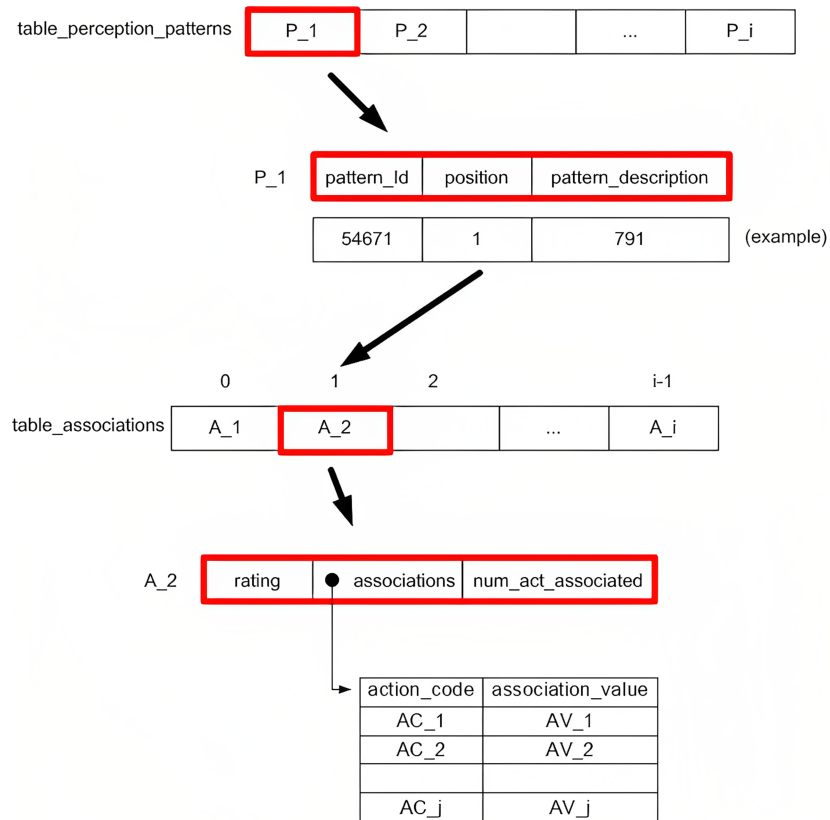 table_perception_patterns P_1 P_2 ... P_i
P_1 pattern_Id position pattern_description
54671 1 791 (example)
0 1 2 i-1
table_associations A_1 A_2 ... A_i
A_2 rating associations num_act_associated
action_code association_value
AC_1 AV_1
AC_2 AV_2
AC_j AV_j